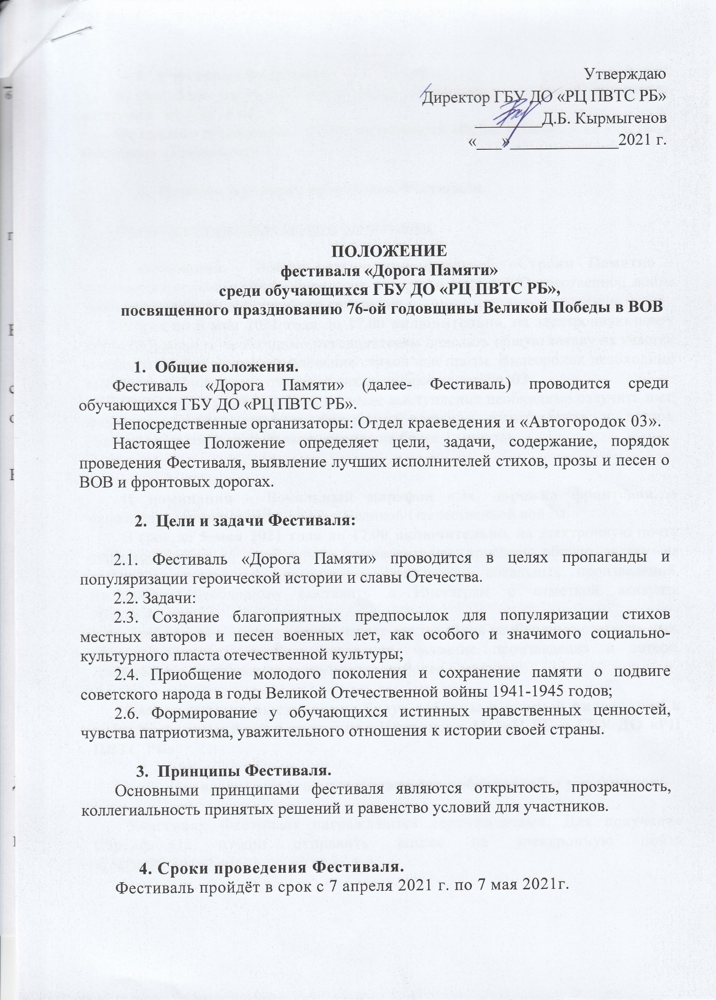 Утверждаю
Директор ГБУ ДО «РЦ ПВТС РБ»
________Д.Б. Кырмыгенов
«___»_____________2021 г.
ПОЛОЖЕНИЕ
фестиваля «Дорога Памяти»
среди обучающихся ГБУ ДО «РЦ ПВТС РБ»,
посвященного празднованию 76-ой годовщины Великой Победы в ВОВ
1. Общие положения.
Фестиваль «Дорога Памяти» (далее- Фестиваль) проводится среди
обучающихся ГБУ ДО «РЦ ПВТС РБ».
Непосредственные организаторы: Отдел краеведения и «Автогородок 03».
Настоящее Положение определяет цели, задачи, содержание, порядок
проведения Фестиваля, выявление лучших исполнителей стихов, прозы и песен о
ВОВ и фронтовых дорогах.
2. Цели и задачи Фестиваля:
2.1. Фестиваль «Дорога Памяти» проводится в целях пропаганды и
популяризации героической истории и славы Отечества.
2.2. Задачи:
2.3. Создание благоприятных предпосылок для популяризации стихов
местных авторов и песен военных лет, как особого и значимого социально-
культурного пласта отечественной культуры;
2.4. Приобщение молодого поколения и сохранение памяти о подвиге
советского народа в годы Великой Отечественной войны 1941-1945 годов;
2.6. Формирование у обучающихся истинных нравственных ценностей,
чувства патриотизма, уважительного отношения к истории своей страны.
3. Принципы Фестиваля.
Основными принципами фестиваля являются открытость, прозрачность,
коллегиальность принятых решений и равенство условий для участников.
4. Сроки проведения Фестиваля.
Фестиваль пройдёт в срок с 7 апреля 2021 г. по 7 мая 2021г.